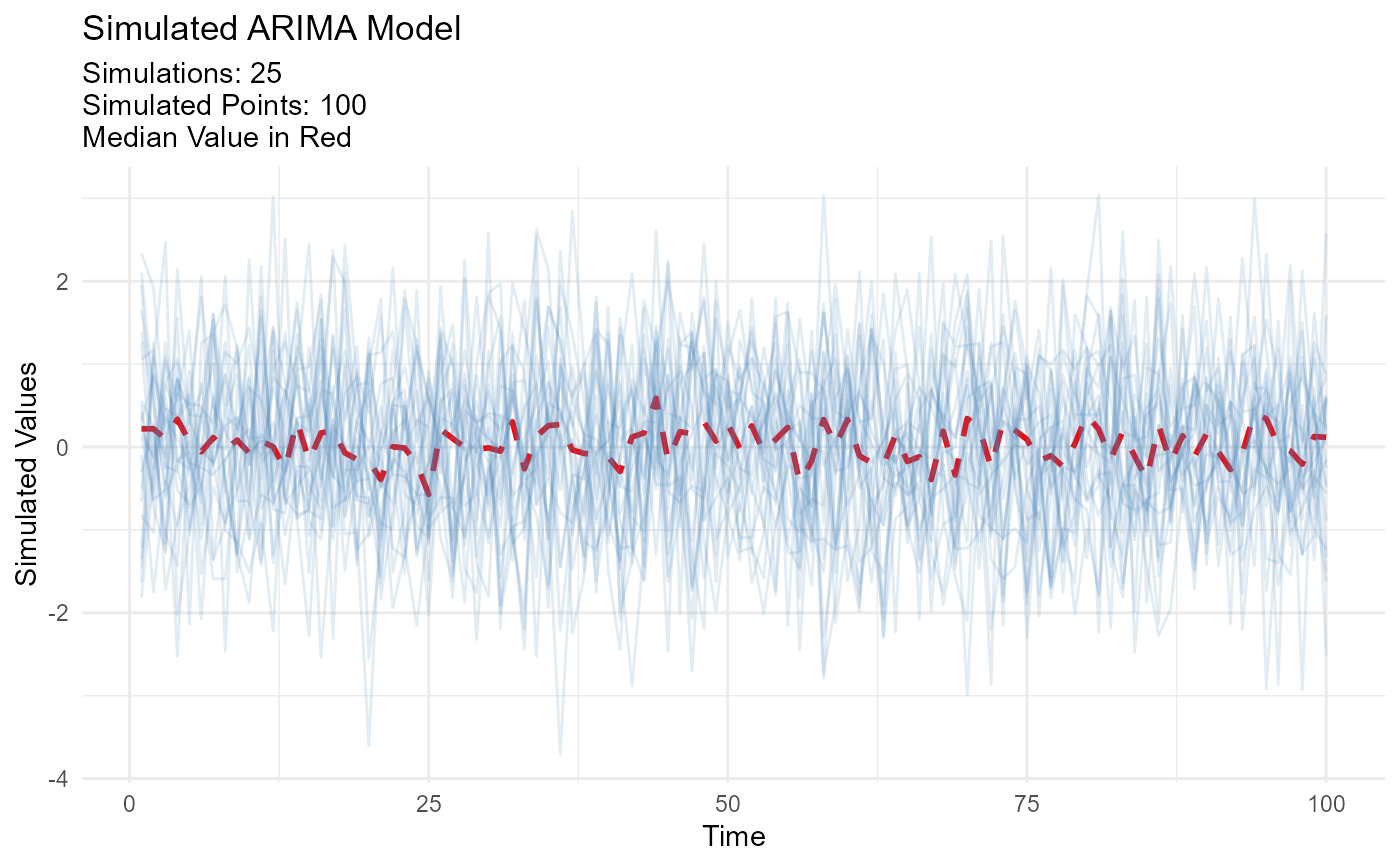 Simulated ARIMA Model
Simulations: 25
Simulated Points: 100
Median Value in Red
Simulated Values
2
0
-2
-4
0 25 50 75 100
Time